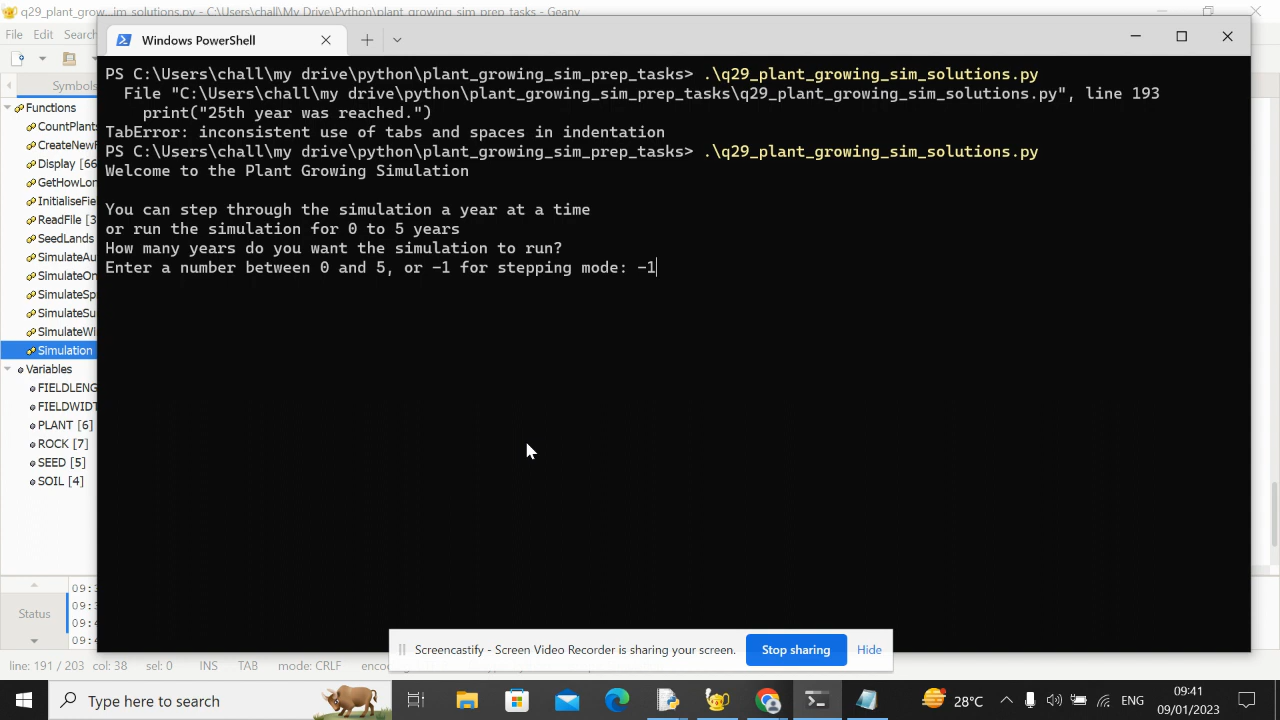 q29_plant_grow...im_solutions.py - C:\Users\chall\My Drive\Python\plant_growing_sim_prep_tasks - Geany
File Edit Search
Windows PowerShell
Symbols
Functions
CountPlants
CreateNewF
Display [66
GetHowLon
InitialiseFie
ReadFile [3
SeedLands
SimulateAu
SimulateOn
SimulateSp
SimulateSu
SimulateWi
Simulation
Variables
FIELDLENG
FIELDWIDT
PLANT [6]
ROCK [7]
SEED [5]
SOIL [4]
PS C:\Users\chall\my drive\python\plant_growing_sim_prep_tasks> .\q29_plant_growing_sim_solutions.py
File "C:\Users\chall\my drive\python\plant_growing_sim_prep_tasks\q29_plant_growing_sim_solutions.py", line 193
print("25th year was reached.")
TabError: inconsistent use of tabs and spaces in indentation
PS C:\Users\chall\my drive\python\plant_growing_sim_prep_tasks> .\q29_plant_growing_sim_solutions.py
Welcome to the Plant Growing Simulation
You can step through the simulation a year at a time
or run the simulation for 0 to 5 years
How many years do you want the simulation to run?
Enter a number between 0 and 5, or -1 for stepping mode: -1
Status
09:
09:
09:4
09:4
Screencastify - Screen Video Recorder is sharing your screen.
Stop sharing
Hide
line: 191 / 203 col: 38 sel: 0 INS TAB mode: CRLF
Type here to search
28°C
ENG
09:41
09/01/2023